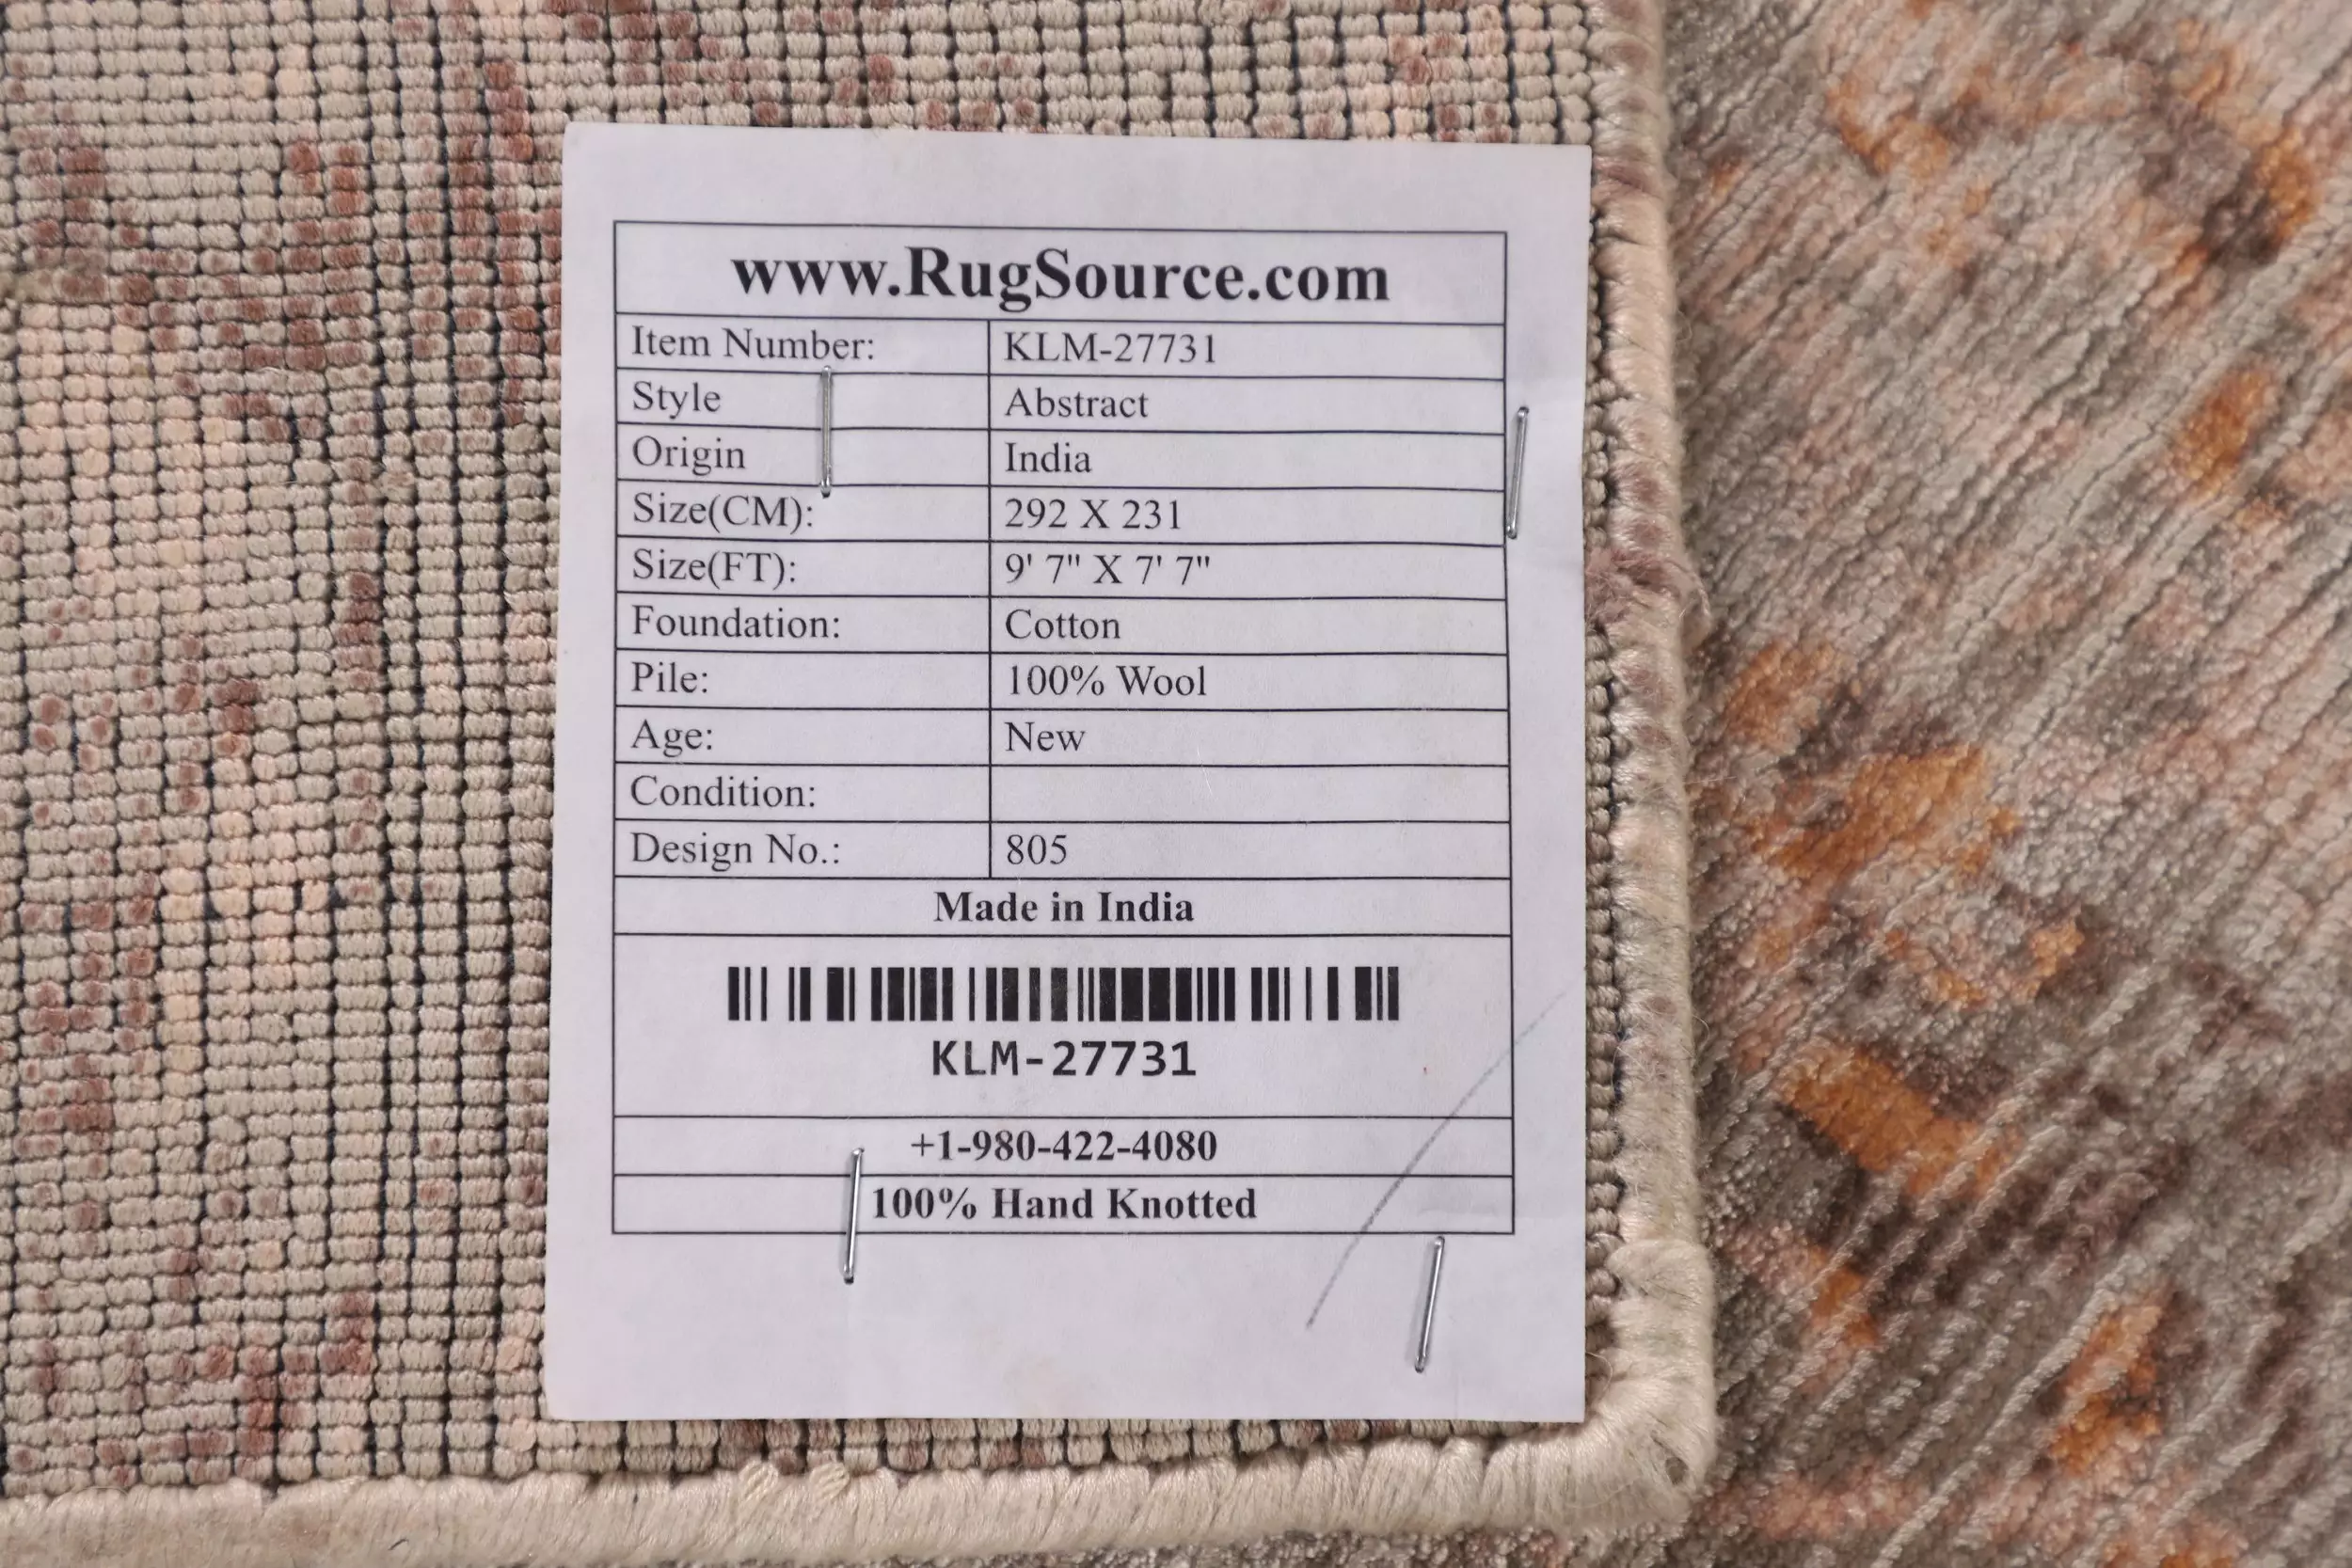 www.RugSource.com
Item Number: KLM-27731
Style Abstract
Origin India
Size(CM): 292 X 231
Size(FT): 9' 7" X 7' 7"
Foundation: Cotton
Pile: 100% Wool
Age: New
Condition:
Design No.: 805
Made in India
KLM-27731
+1-980-422-4080
100% Hand Knotted